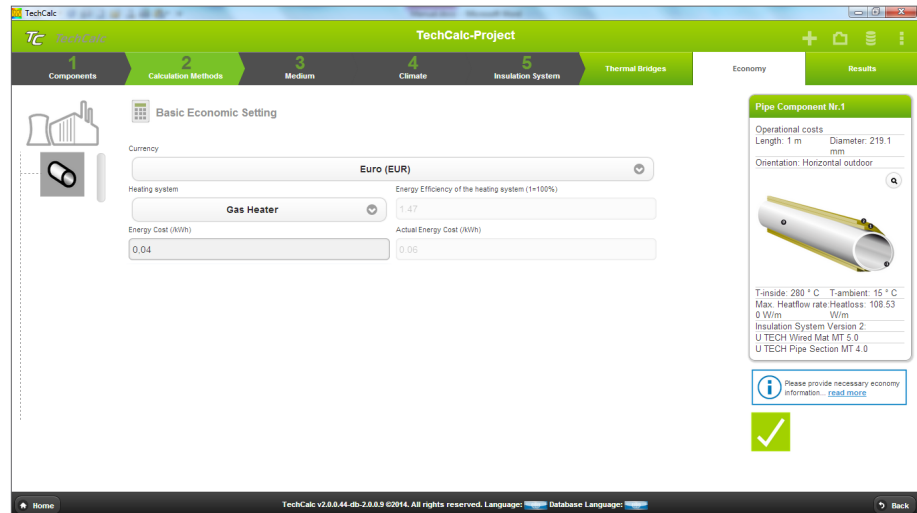 TechCalc
TC TechCalc
TechCalc-Project
1
Components
2
Calculation Methods
3
Medium
4
Climate
5
Insulation System
Thermal Bridges
Economy
Results
Basic Economic Setting
Currency
Euro (EUR)
Heating system
Energy Efficiency of the heating system (1=100%)
Gas Heater
1.47
Energy Cost (/kWh)
Actual Energy Cost (/kWh)
0,04
0.06
Pipe Component Nr.1
Operational costs
Length: 1 m Diameter: 219.1
mm
Orientation: Horizontal outdoor
T-inside: 280 ° C T-ambient: 15 ° C
Max. Heatflow rate: Heatloss: 108.53
0 W/m W/m
Insulation System Version 2:
U TECH Wired Mat MT 5.0
U TECH Pipe Section MT 4.0
Please provide necessary economy
information... read more
Home
TechCalc v2.0.0.44-db-2.0.0.9 ©2014. All rights reserved. Language: Database Language:
Back